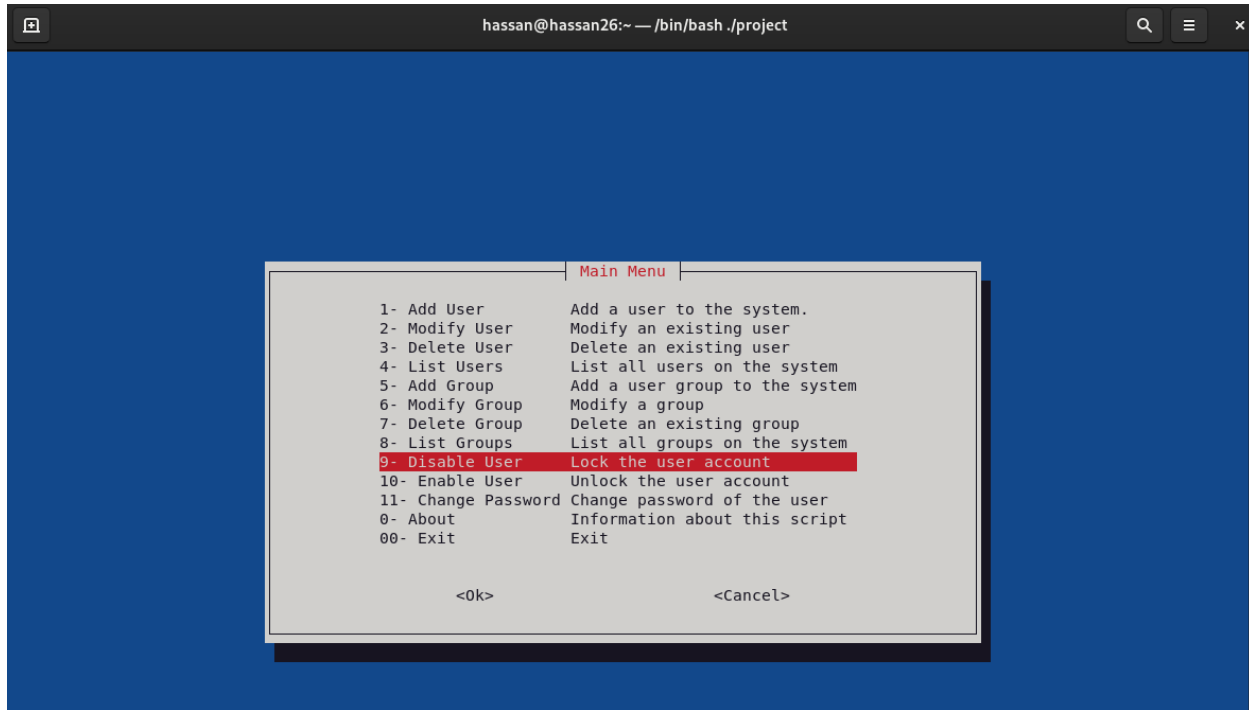 hassan@hassan26:~ — /bin/bash ./project
Main Menu
1- Add User Add a user to the system.
2- Modify User Modify an existing user
3- Delete User Delete an existing user
4- List Users List all users on the system
5- Add Group Add a user group to the system
6- Modify Group Modify a group
7- Delete Group Delete an existing group
8- List Groups List all groups on the system
9- Disable User Lock the user account
10- Enable User Unlock the user account
11- Change Password Change password of the user
0- About Information about this script
00- Exit Exit
<Ok> <Cancel>